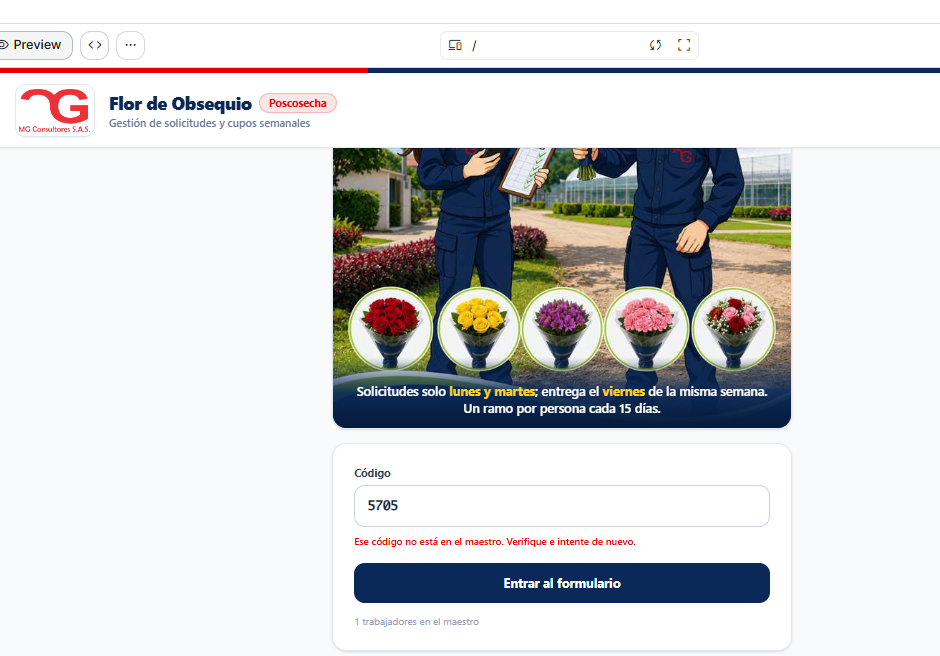 Preview
/
Flor de Obsequio
Poscosecha
MG Consultores S.A.S.
Gestión de solicitudes y cupos semanales
Solicitudes solo lunes y martes; entrega el viernes de la misma semana.
Un ramo por persona cada 15 días.
Código
5705
Ese código no está en el maestro. Verifique e intente de nuevo.
Entrar al formulario
1 trabajadores en el maestro